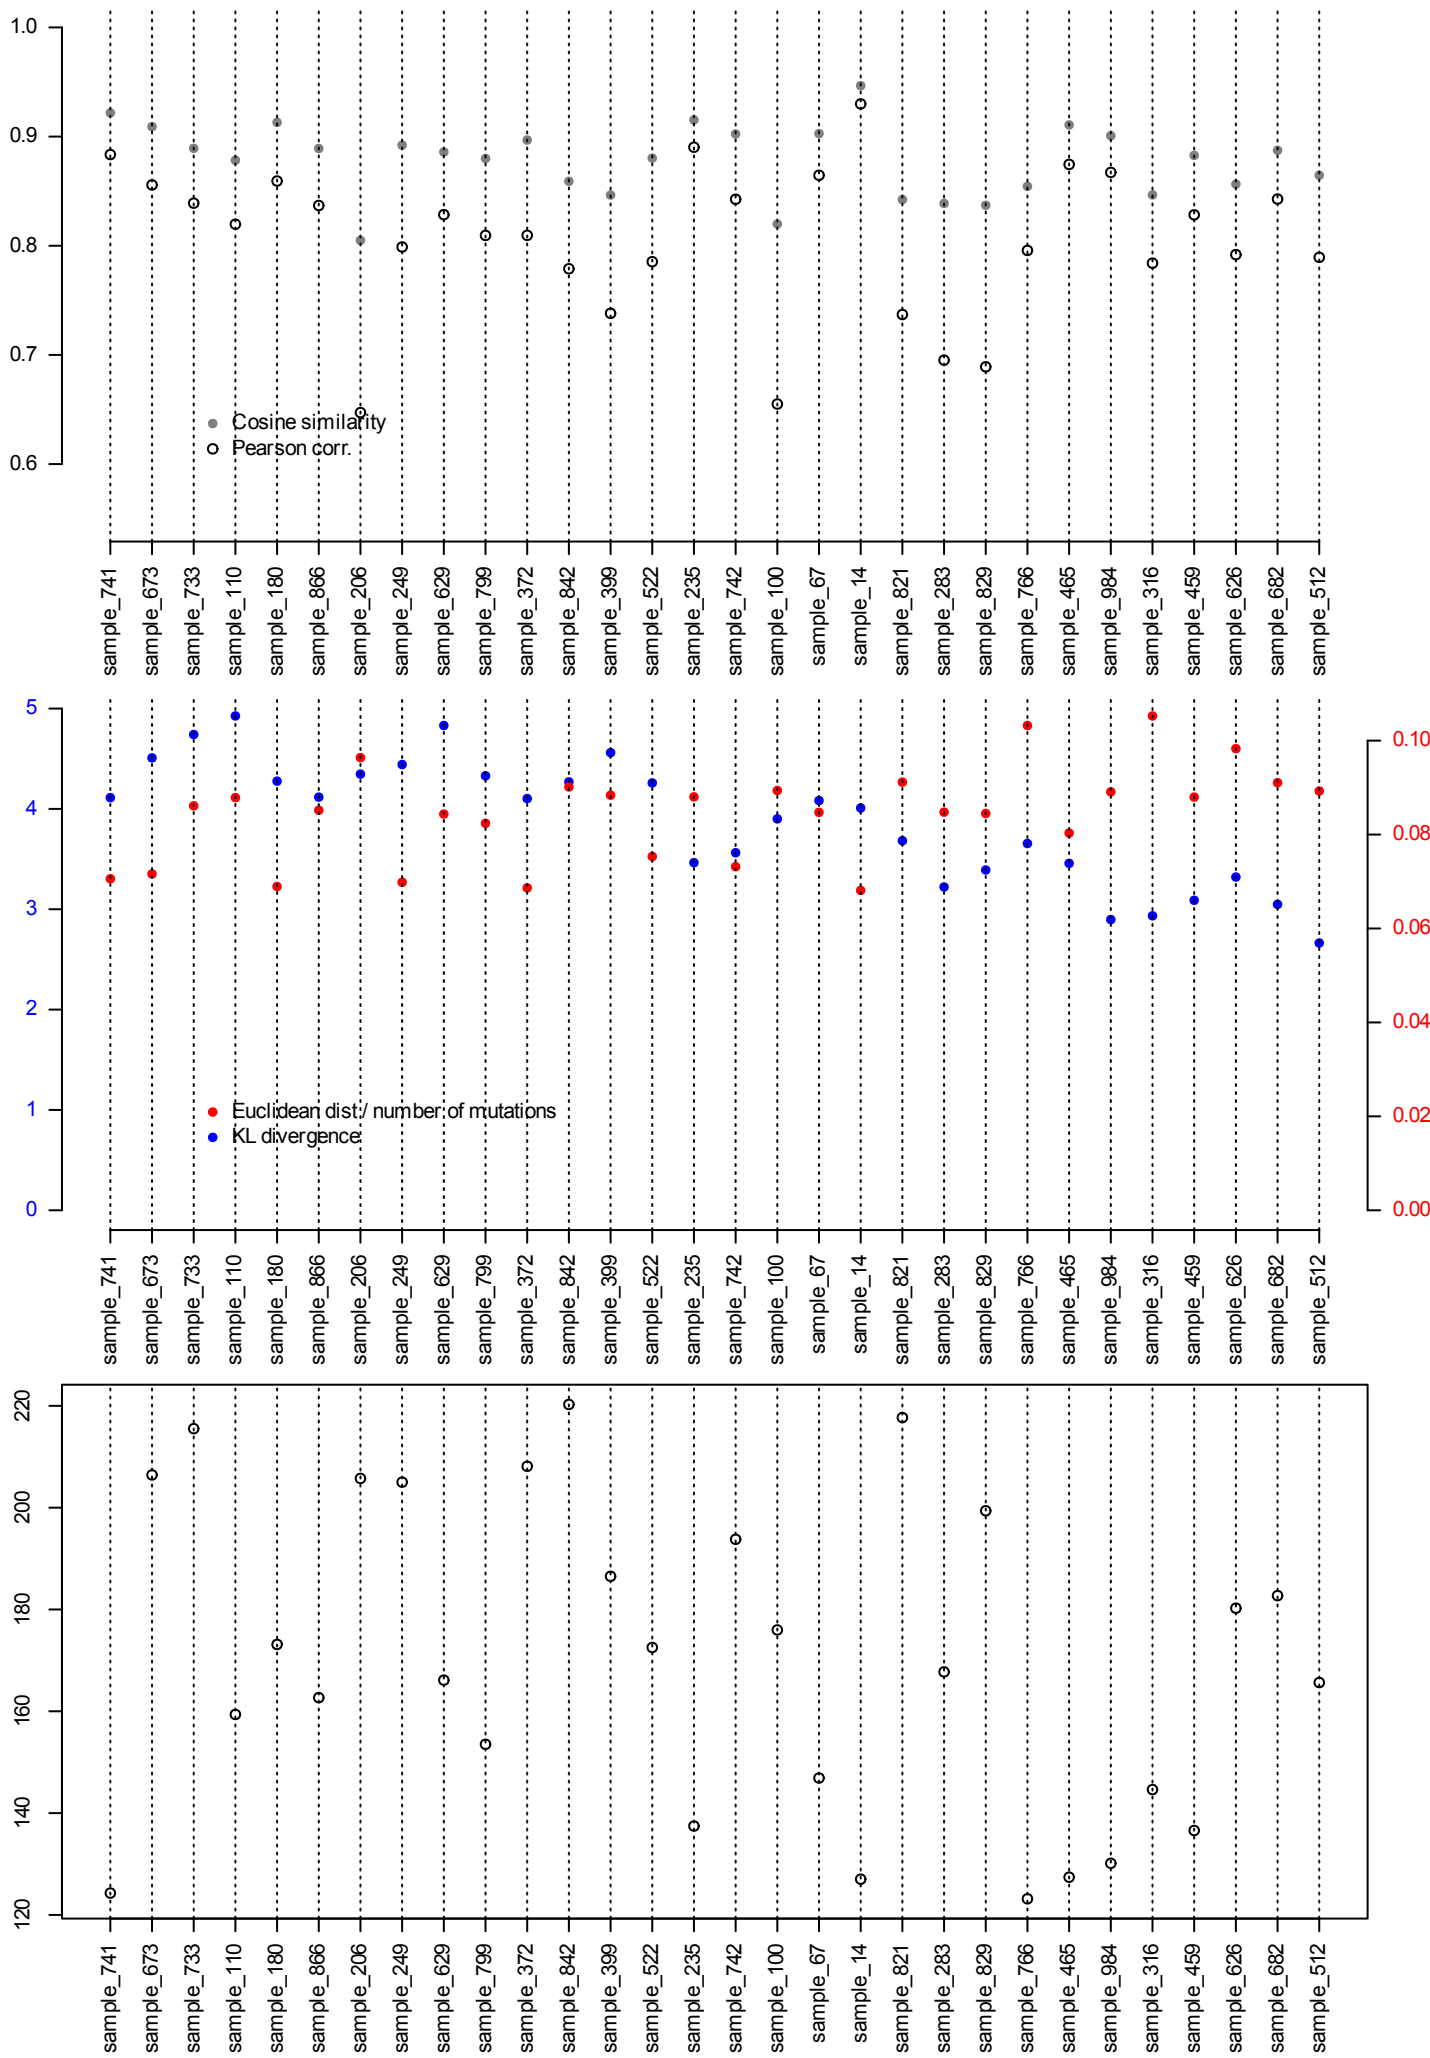 1.0
0.9
0.8
0.7
0.6
Cosine similarity
Pearson corr.
sample_741
sample_673
sample_733
sample_110
sample_180
sample_866
sample_206
sample_249
sample_629
sample_799
sample_372
sample_842
sample_399
sample_522
sample_235
sample_742
sample_100
sample_67
sample_14
sample_821
sample_283
sample_829
sample_766
sample_465
sample_984
sample_316
sample_459
sample_626
sample_682
sample_512
5
4
3
2
1
0
0.10
0.08
0.06
0.04
0.02
0.00
Euclidean dist./ number of mutations
KL divergence
sample_741
sample_673
sample_733
sample_110
sample_180
sample_866
sample_206
sample_249
sample_629
sample_799
sample_372
sample_842
sample_399
sample_522
sample_235
sample_742
sample_100
sample_67
sample_14
sample_821
sample_283
sample_829
sample_766
sample_465
sample_984
sample_316
sample_459
sample_626
sample_682
sample_512
220
200
180
160
140
120
sample_741
sample_673
sample_733
sample_110
sample_180
sample_866
sample_206
sample_249
sample_629
sample_799
sample_372
sample_842
sample_399
sample_522
sample_235
sample_742
sample_100
sample_67
sample_14
sample_821
sample_283
sample_829
sample_766
sample_465
sample_984
sample_316
sample_459
sample_626
sample_682
sample_512